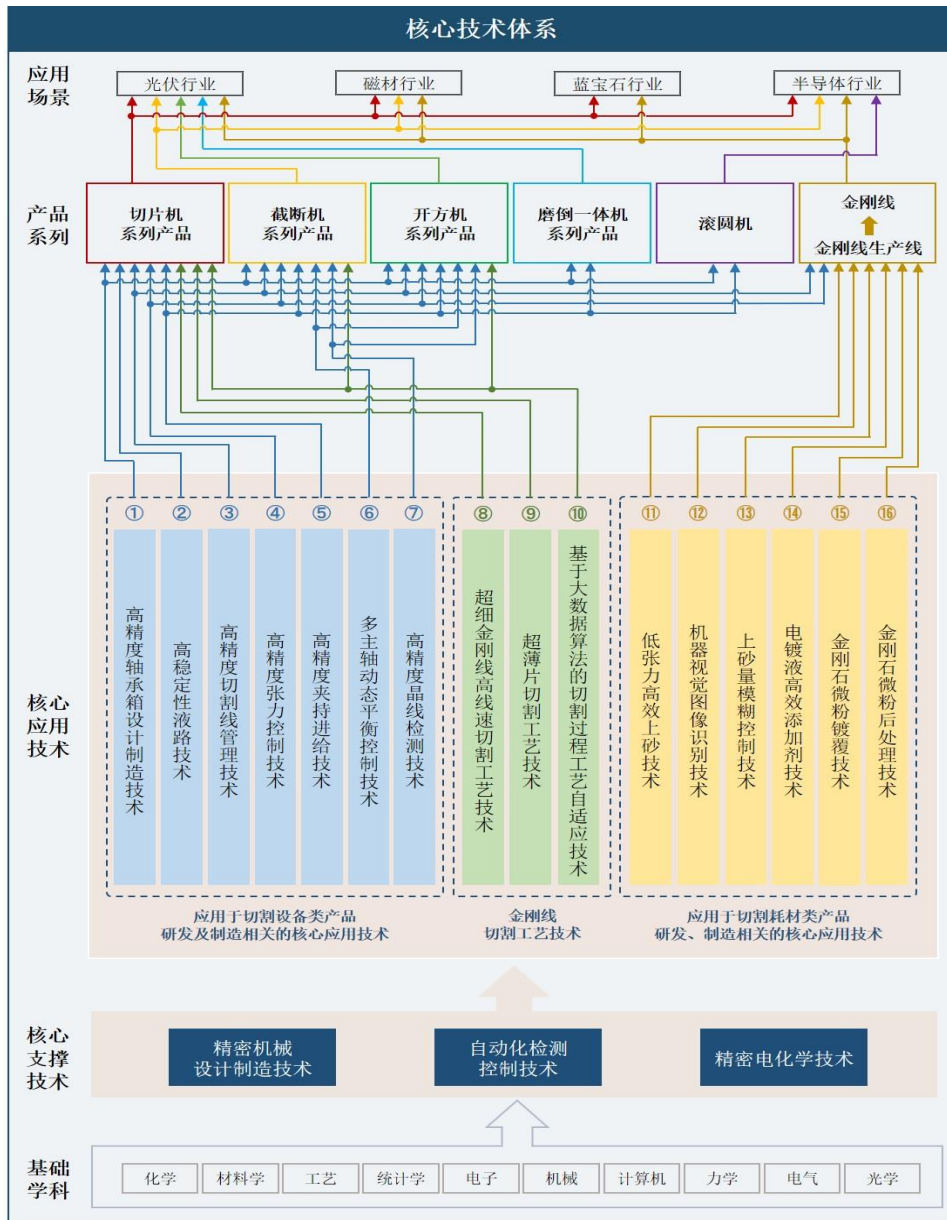 核心技术体系
应用
场景
光伏行业
磁材行业
蓝宝石行业
半导体行业
产品
系列
切片机
系列产品
截断机
系列产品
开方机
系列产品
磨倒一体机
系列产品
滚圆机
金刚线
金刚线生产线
核心
应用
技术
①
②
③
④
⑤
⑥
⑦
⑧
⑨
⑩
⑪
⑫
⑬
⑭
⑮
⑯
高精度轴承箱设计制造技术
高稳定性液路技术
高精度切割线管理技术
高精度张力控制技术
高精度夹持进给技术
多主轴动态平衡控制技术
高精度晶线检测技术
超细金刚线高线速切割工艺技术
超薄片切割工艺技术
基于大数据算法的切割过程工艺自适应技术
低张力高效上砂技术
机器视觉图像识别技术
上砂量模糊控制技术
电镀液高效添加剂技术
金刚石微粉镀覆技术
金刚石微粉后处理技术
应用于切割设备类产品
研发及制造相关的核心应用技术
金刚线
切割工艺技术
应用于切割耗材类产品
研发、制造相关的核心应用技术
核心
支撑
技术
精密机械
设计制造技术
自动化检测
控制技术
精密电化学技术
基础
学科
化学
材料学
工艺
统计学
电子
机械
计算机
力学
电气
光学